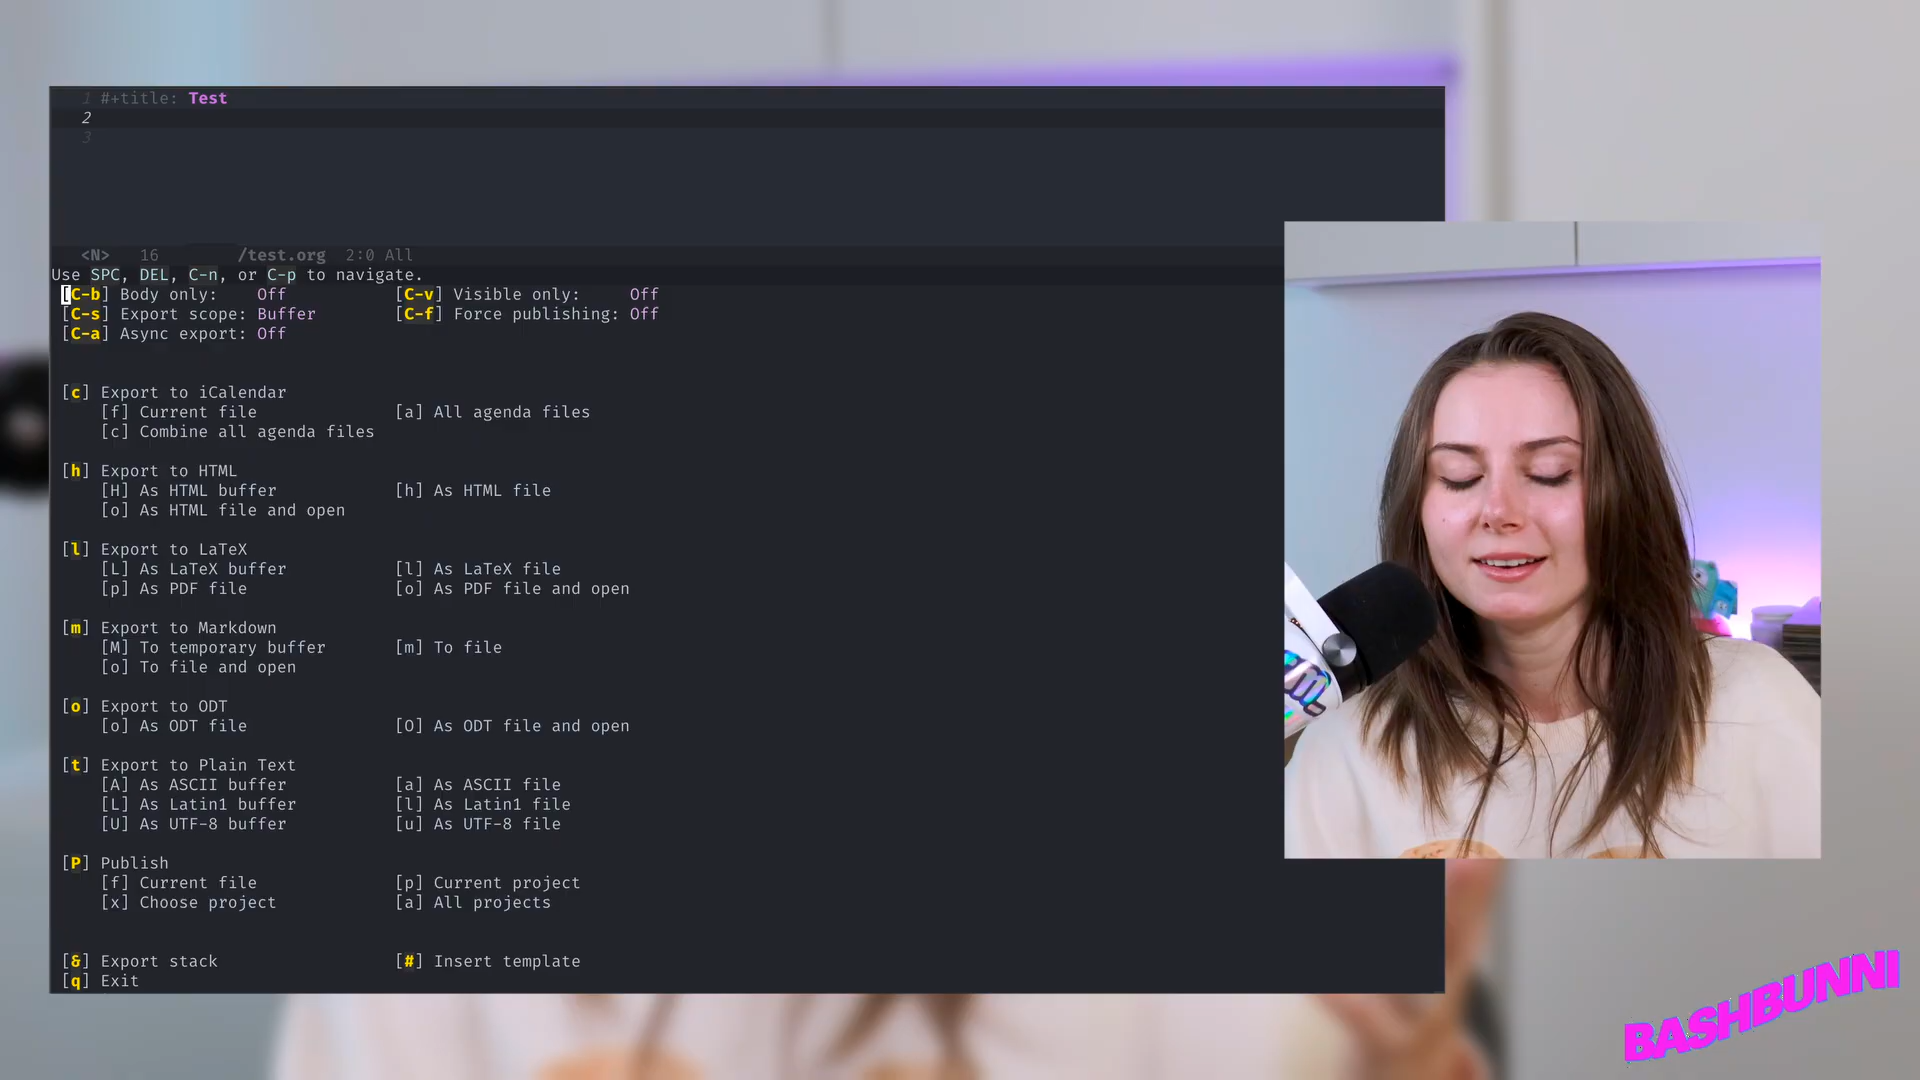 1 #+title: Test
2
3
<N> 16 /test.org 2:0 All
Use SPC, DEL, C-n, or C-p to navigate.
[C-b] Body only: Off [C-v] Visible only: Off
[C-s] Export scope: Buffer [C-f] Force publishing: Off
[C-a] Async export: Off
[c] Export to iCalendar
[f] Current file [a] All agenda files
[c] Combine all agenda files
[h] Export to HTML
[H] As HTML buffer [h] As HTML file
[o] As HTML file and open
[l] Export to LaTeX
[L] As LaTeX buffer [l] As LaTeX file
[p] As PDF file [o] As PDF file and open
[m] Export to Markdown
[M] To temporary buffer [m] To file
[o] To file and open
[o] Export to ODT
[o] As ODT file [O] As ODT file and open
[t] Export to Plain Text
[A] As ASCII buffer [a] As ASCII file
[L] As Latin1 buffer [l] As Latin1 file
[U] As UTF-8 buffer [u] As UTF-8 file
[P] Publish
[f] Current file [p] Current project
[x] Choose project [a] All projects
[&] Export stack [#] Insert template
[q] Exit
BASHBUNNI